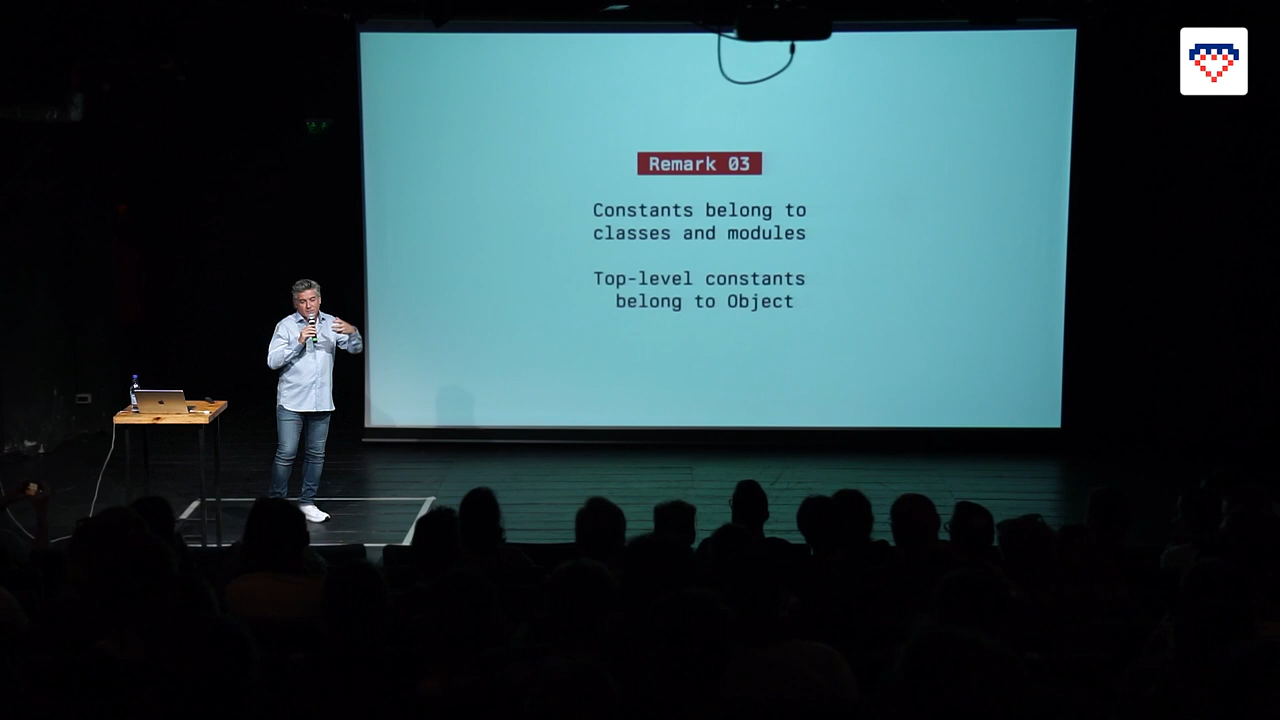 Remark 03
Constants belong to
classes and modules
Top-level constants
belong to Object